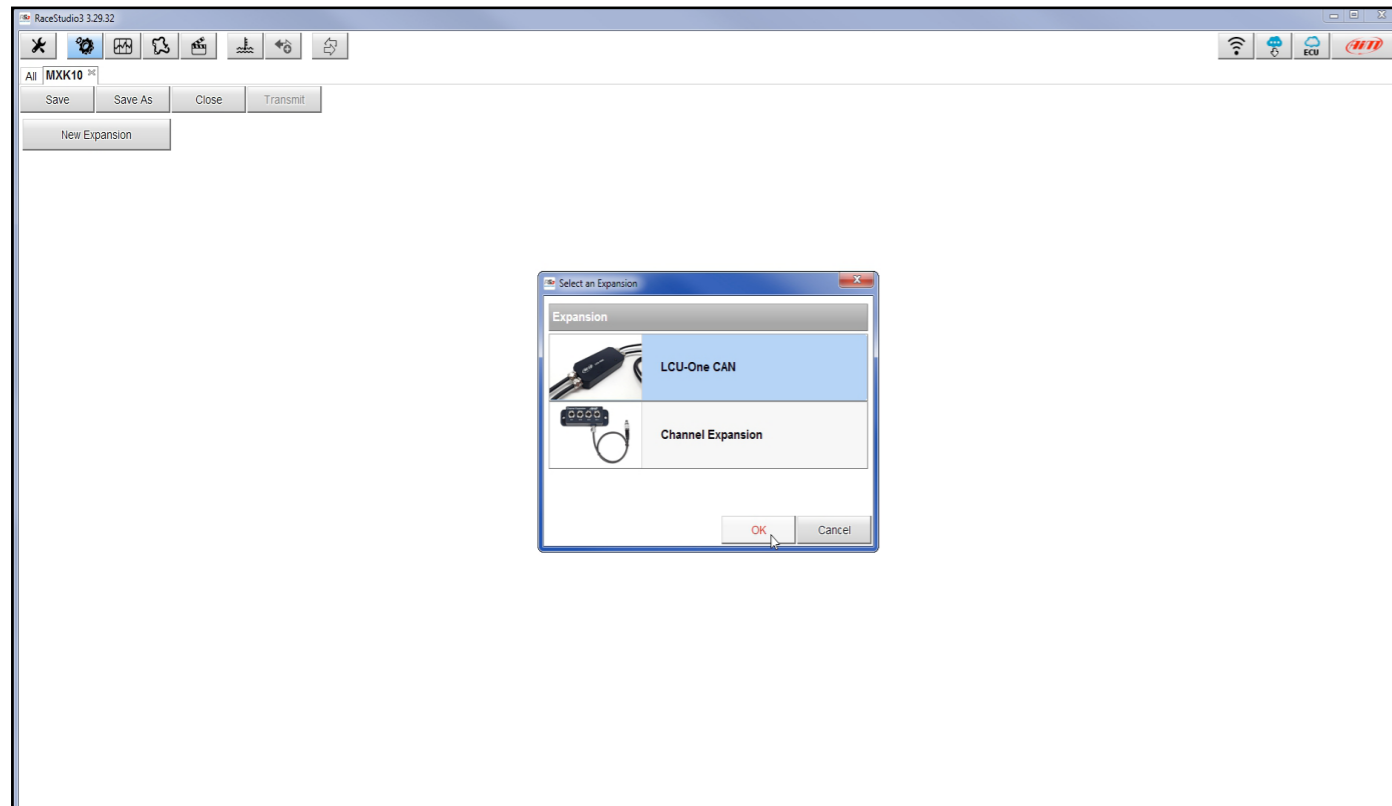 RaceStudio3 3.29.32
ECU
AiM
All MXK10
Save Save As Close Transmit
New Expansion
Select an Expansion
Expansion
LCU-One CAN
Channel Expansion
OK Cancel